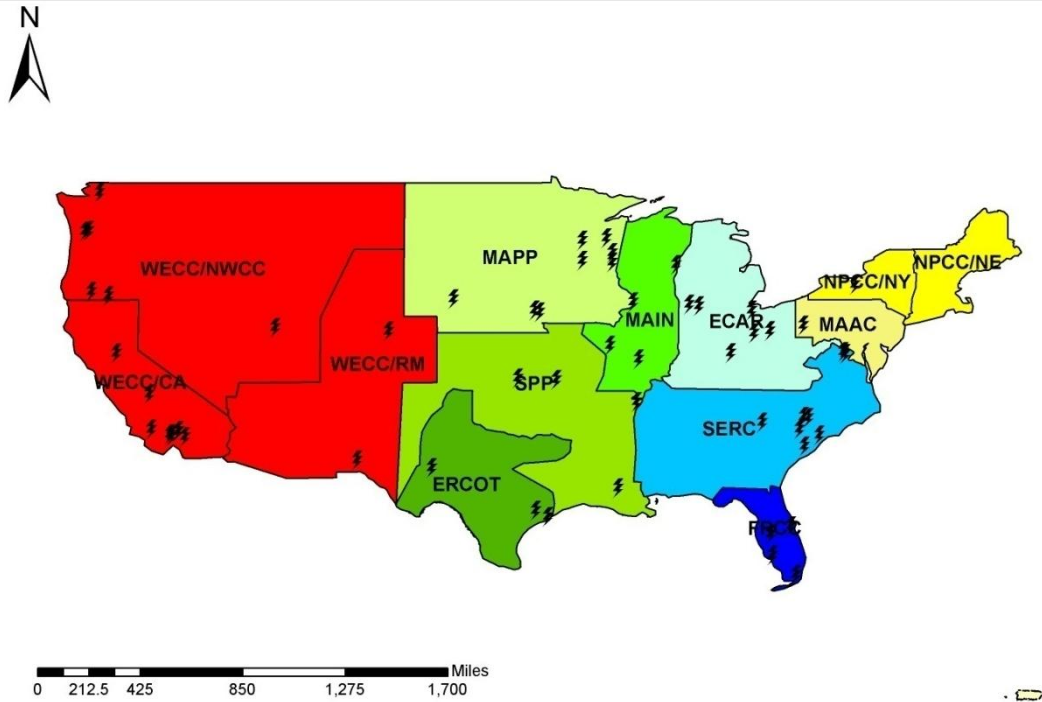 N
WECC/NWCC
MAPP
NPCC/NE
NPCC/NY
MAIN
ECAR
MAAC
WECC/RM
WECC/CA
SPP
SERC
ERCOT
FRCC
Miles
0 212.5 425 850 1,275 1,700